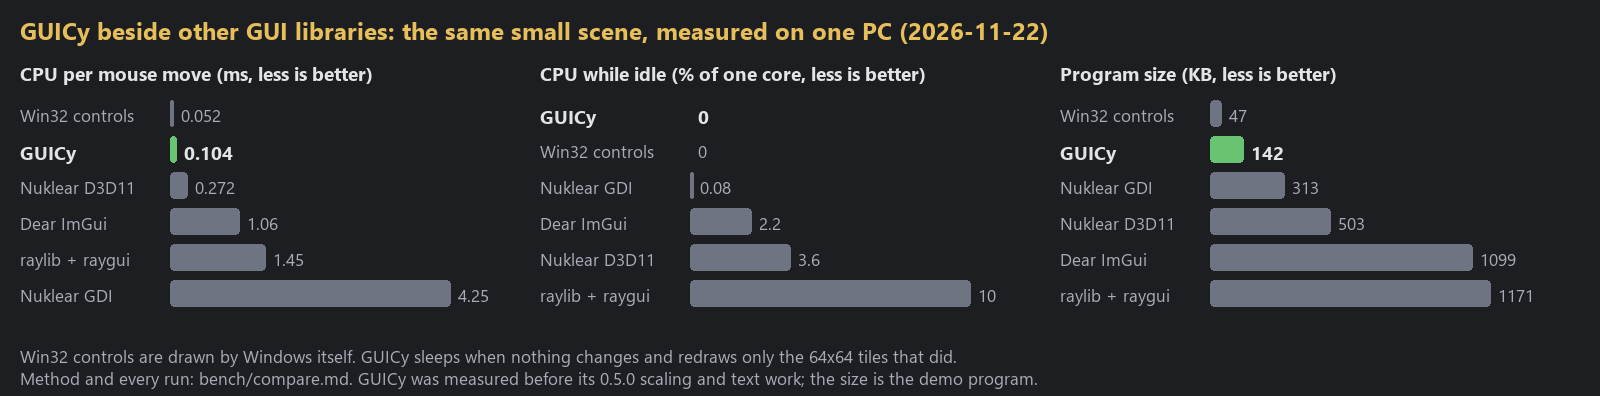 GUICy beside other GUI libraries: the same small scene, measured on one PC (2026-11-22)
CPU per mouse move (ms, less is better)
Win32 controls 0.052
GUICy 0.104
Nuklear D3D11 0.272
Dear ImGui 1.06
raylib + raygui 1.45
Nuklear GDI 4.25
CPU while idle (% of one core, less is better)
GUICy 0
Win32 controls 0
Nuklear GDI 0.08
Dear ImGui 2.2
Nuklear D3D11 3.6
raylib + raygui 10
Program size (KB, less is better)
Win32 controls 47
GUICy 142
Nuklear GDI 313
Nuklear D3D11 503
Dear ImGui 1099
raylib + raygui 1171
Win32 controls are drawn by Windows itself. GUICy sleeps when nothing changes and redraws only the 64x64 tiles that did.
Method and every run: bench/compare.md. GUICy was measured before its 0.5.0 scaling and text work; the size is the demo program.